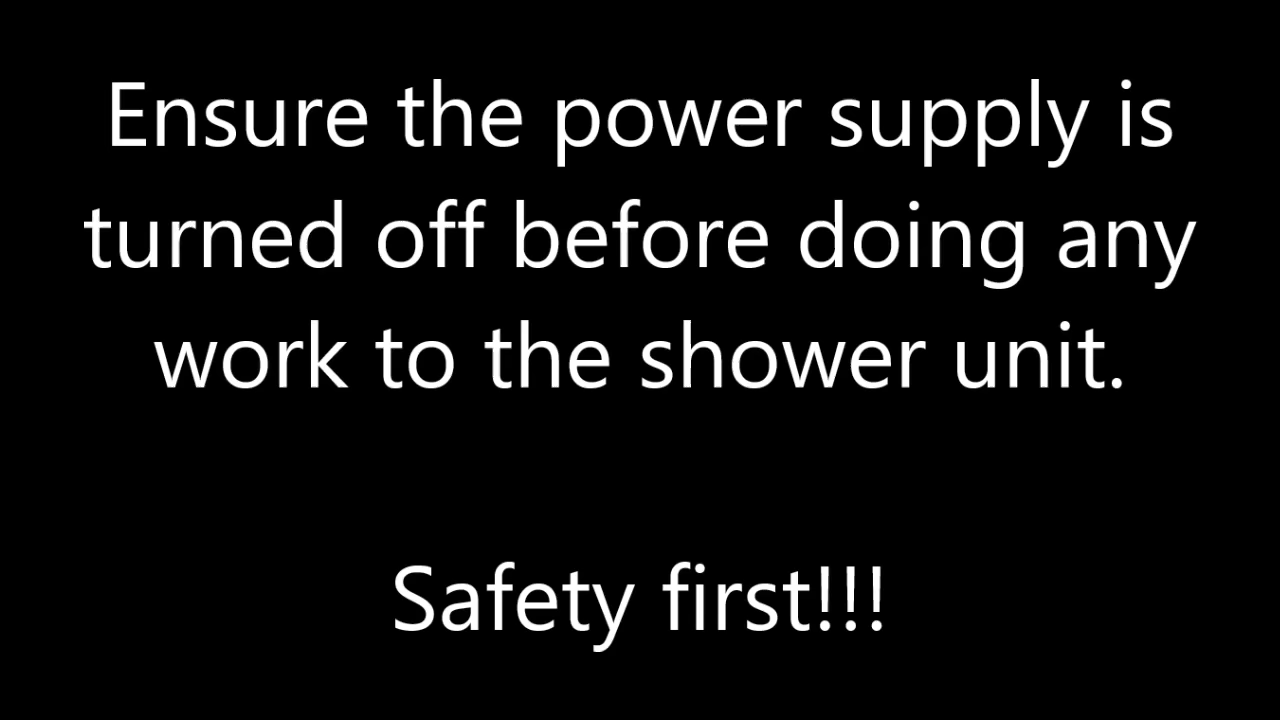 Ensure the power supply is
turned off before doing any
work to the shower unit.
Safety first!!!